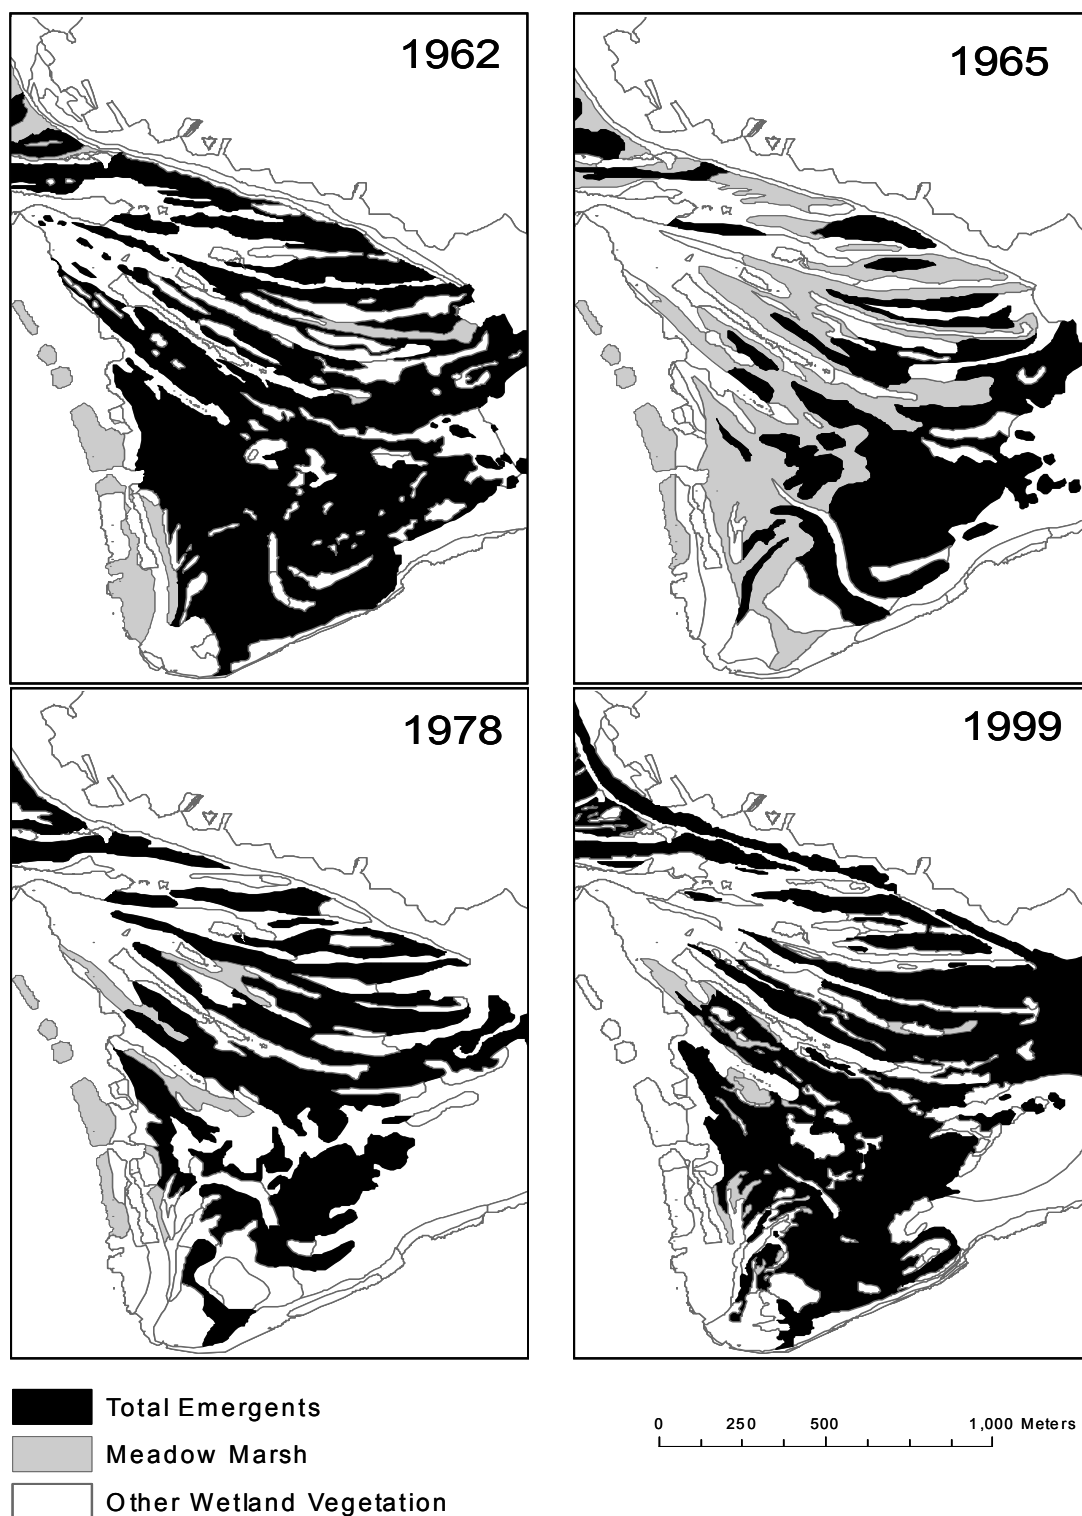 1962
1965
1978
1999
Total Emergents
Meadow Marsh
Other Wetland Vegetation
0 250 500 1,000 Meters